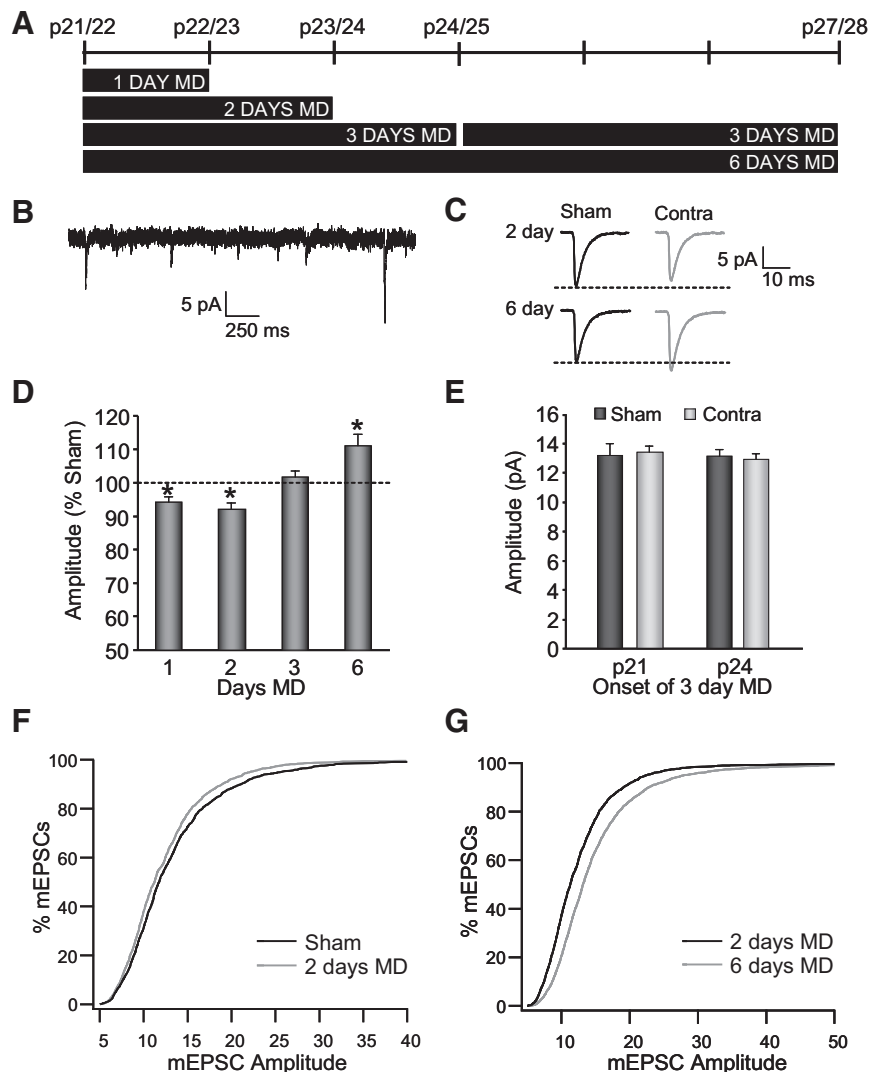 A
p21/22 p22/23 p23/24 p24/25 p27/28
1 DAY MD
2 DAYS MD
3 DAYS MD 3 DAYS MD
6 DAYS MD
B
5 pA
250 ms
C
Sham Contra
2 day
5 pA
10 ms
6 day
D
Amplitude (% Sham)
120
110
100
90
80
70
60
50
* * *
1 2 3 6
Days MD
E
Amplitude (pA)
16
14
12
10
8
6
4
2
0
Sham Contra
p21 p24
Onset of 3 day MD
F
% mEPSCs
100
80
60
40
20
0
Sham
2 days MD
5 10 15 20 25 30 35 40
mEPSC Amplitude
G
% mEPSCs
100
80
60
40
20
0
2 days MD
6 days MD
10 20 30 40 50
mEPSC Amplitude